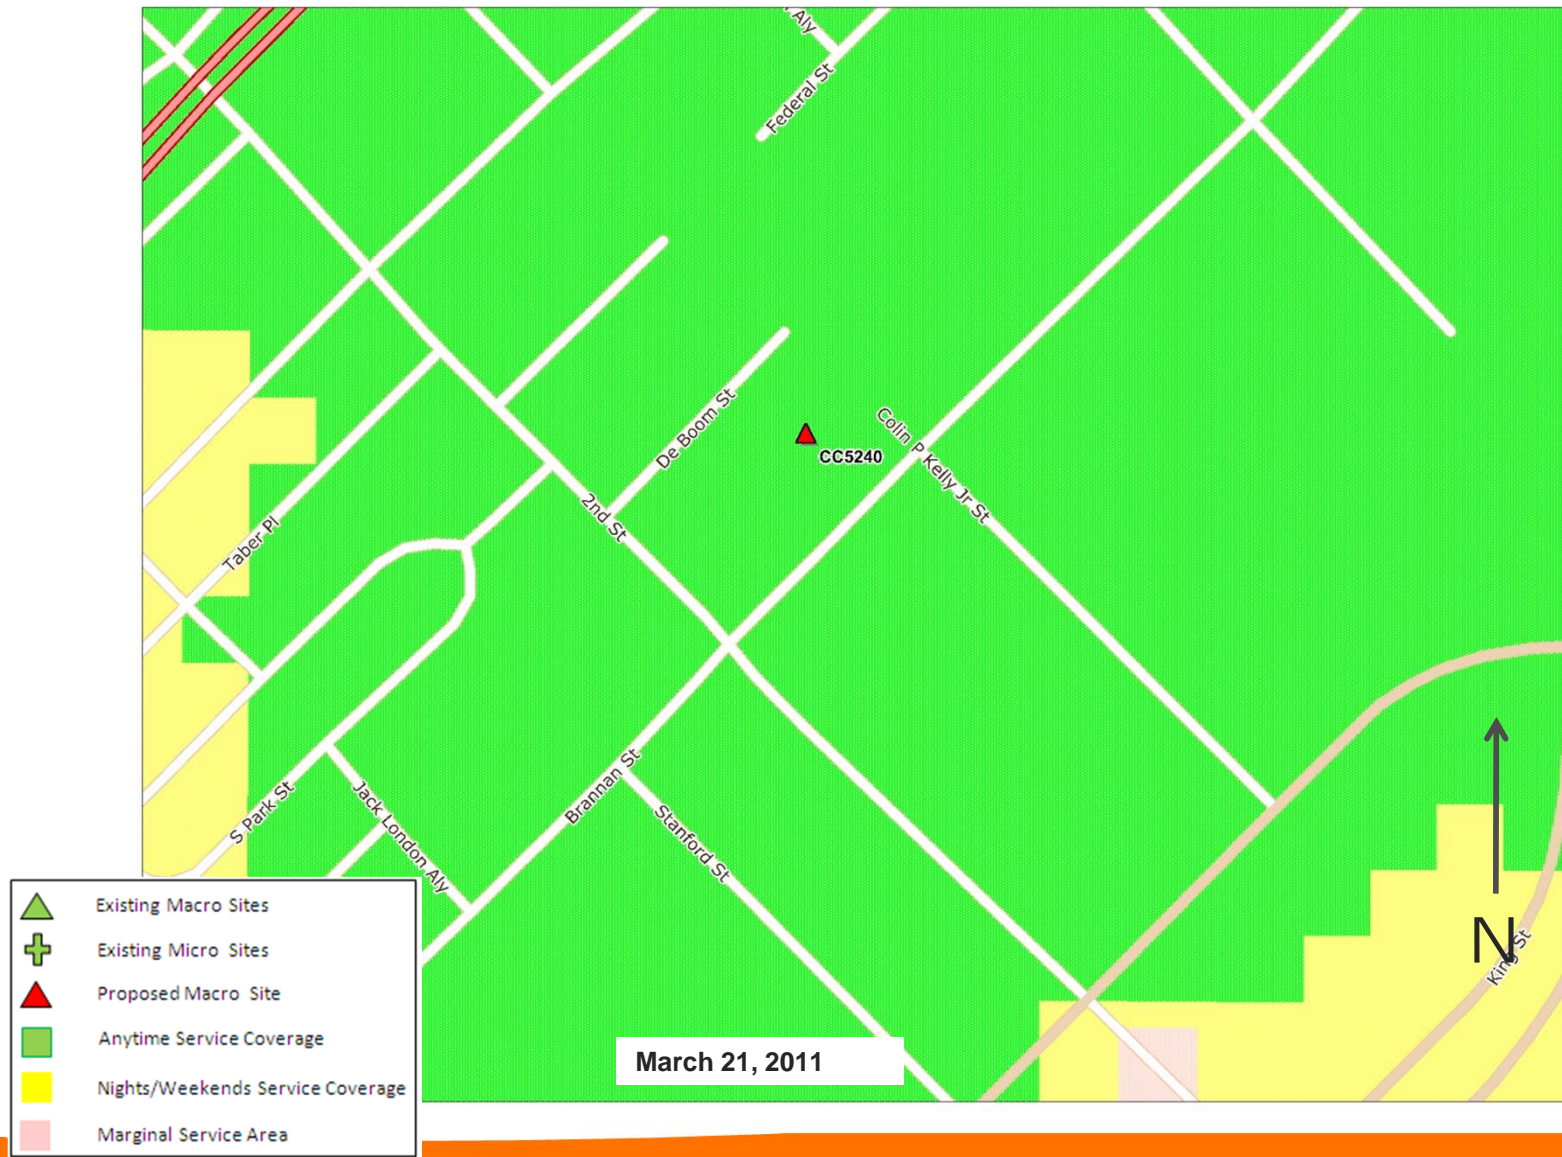 Aly
Federal St
De Boom St
CC5240
Colin P Kelly Jr St
2nd St
Taber Pl
S Park St
Jack London Aly
Brannan St
Stanford St
N
King St
March 21, 2011
Existing Macro Sites
Existing Micro Sites
Proposed Macro Site
Anytime Service Coverage
Nights/Weekends Service Coverage
Marginal Service Area